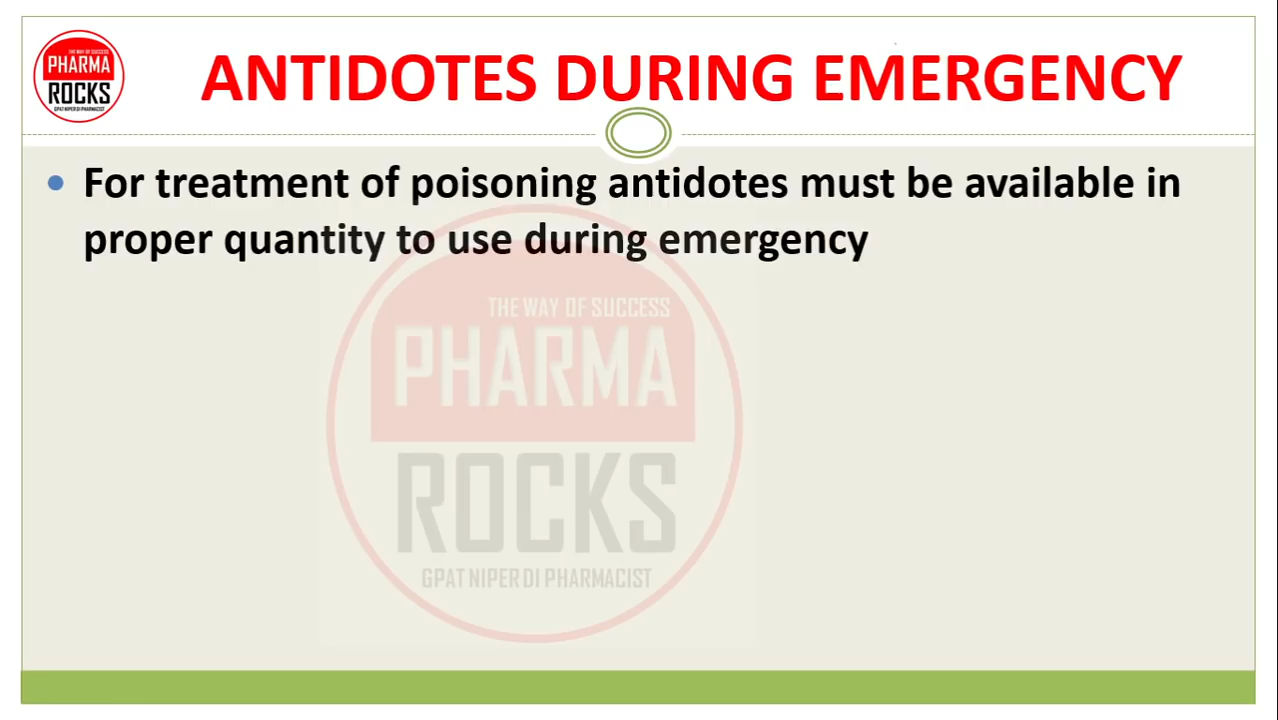 THE WAY OF SUCCESS
PHARMA
ROCKS
GPAT NIPER DI PHARMACIST
ANTIDOTES DURING EMERGENCY
• For treatment of poisoning antidotes must be available in
proper quantity to use during emergency
THE WAY OF SUCCESS
PHARMA
ROCKS
GPAT NIPER DI PHARMACIST